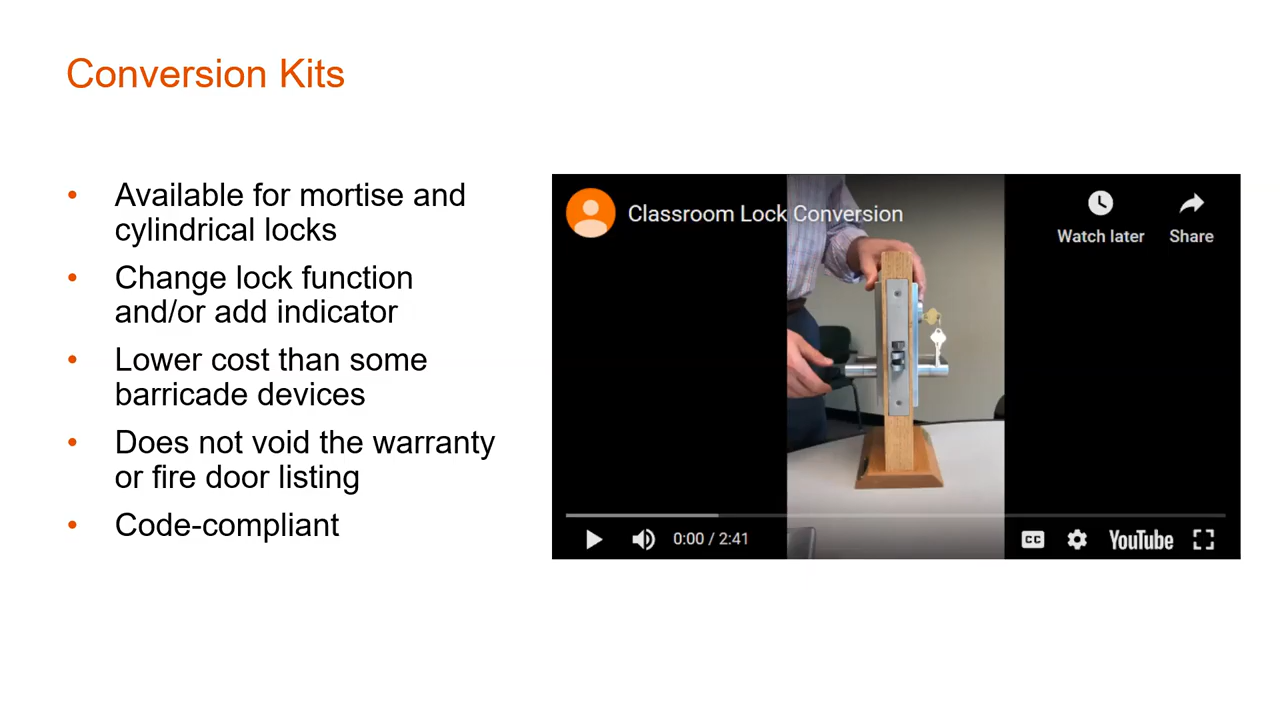 Conversion Kits
• Available for mortise and
cylindrical locks
• Change lock function
and/or add indicator
• Lower cost than some
barricade devices
• Does not void the warranty
or fire door listing
• Code-compliant
Classroom Lock Conversion
Watch later
Share
0:00 / 2:41
CC
YouTube